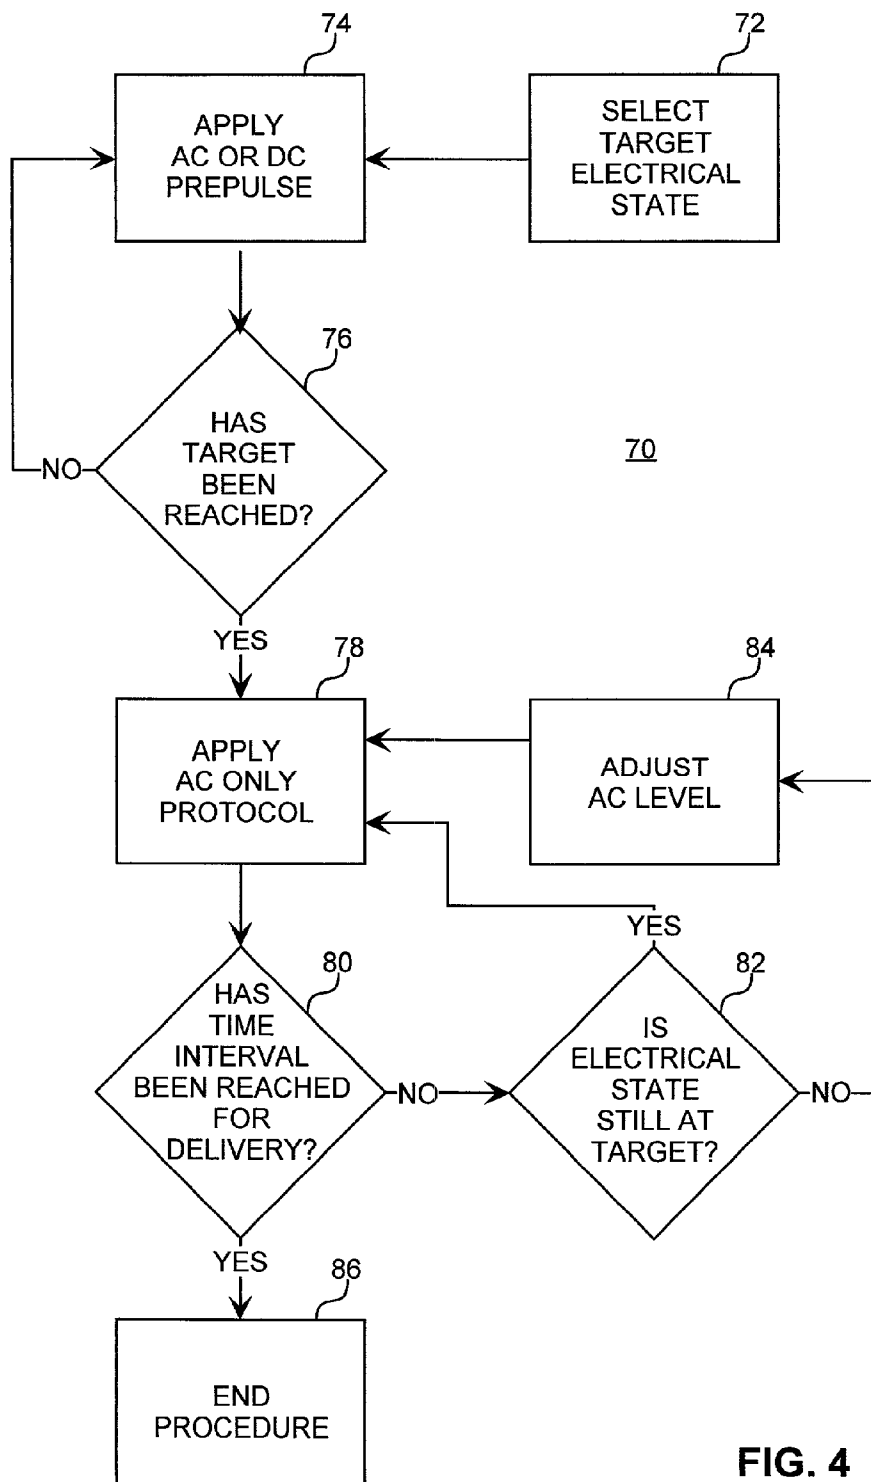 74
APPLY
AC OR DC
PREPULSE
72
SELECT
TARGET
ELECTRICAL
STATE
76
HAS
TARGET
BEEN
REACHED?
NO
70
YES
78
APPLY
AC ONLY
PROTOCOL
84
ADJUST
AC LEVEL
80
HAS
TIME
INTERVAL
BEEN REACHED
FOR
DELIVERY?
NO
YES
82
IS
ELECTRICAL
STATE
STILL AT
TARGET?
NO
YES
86
END
PROCEDURE
FIG. 4